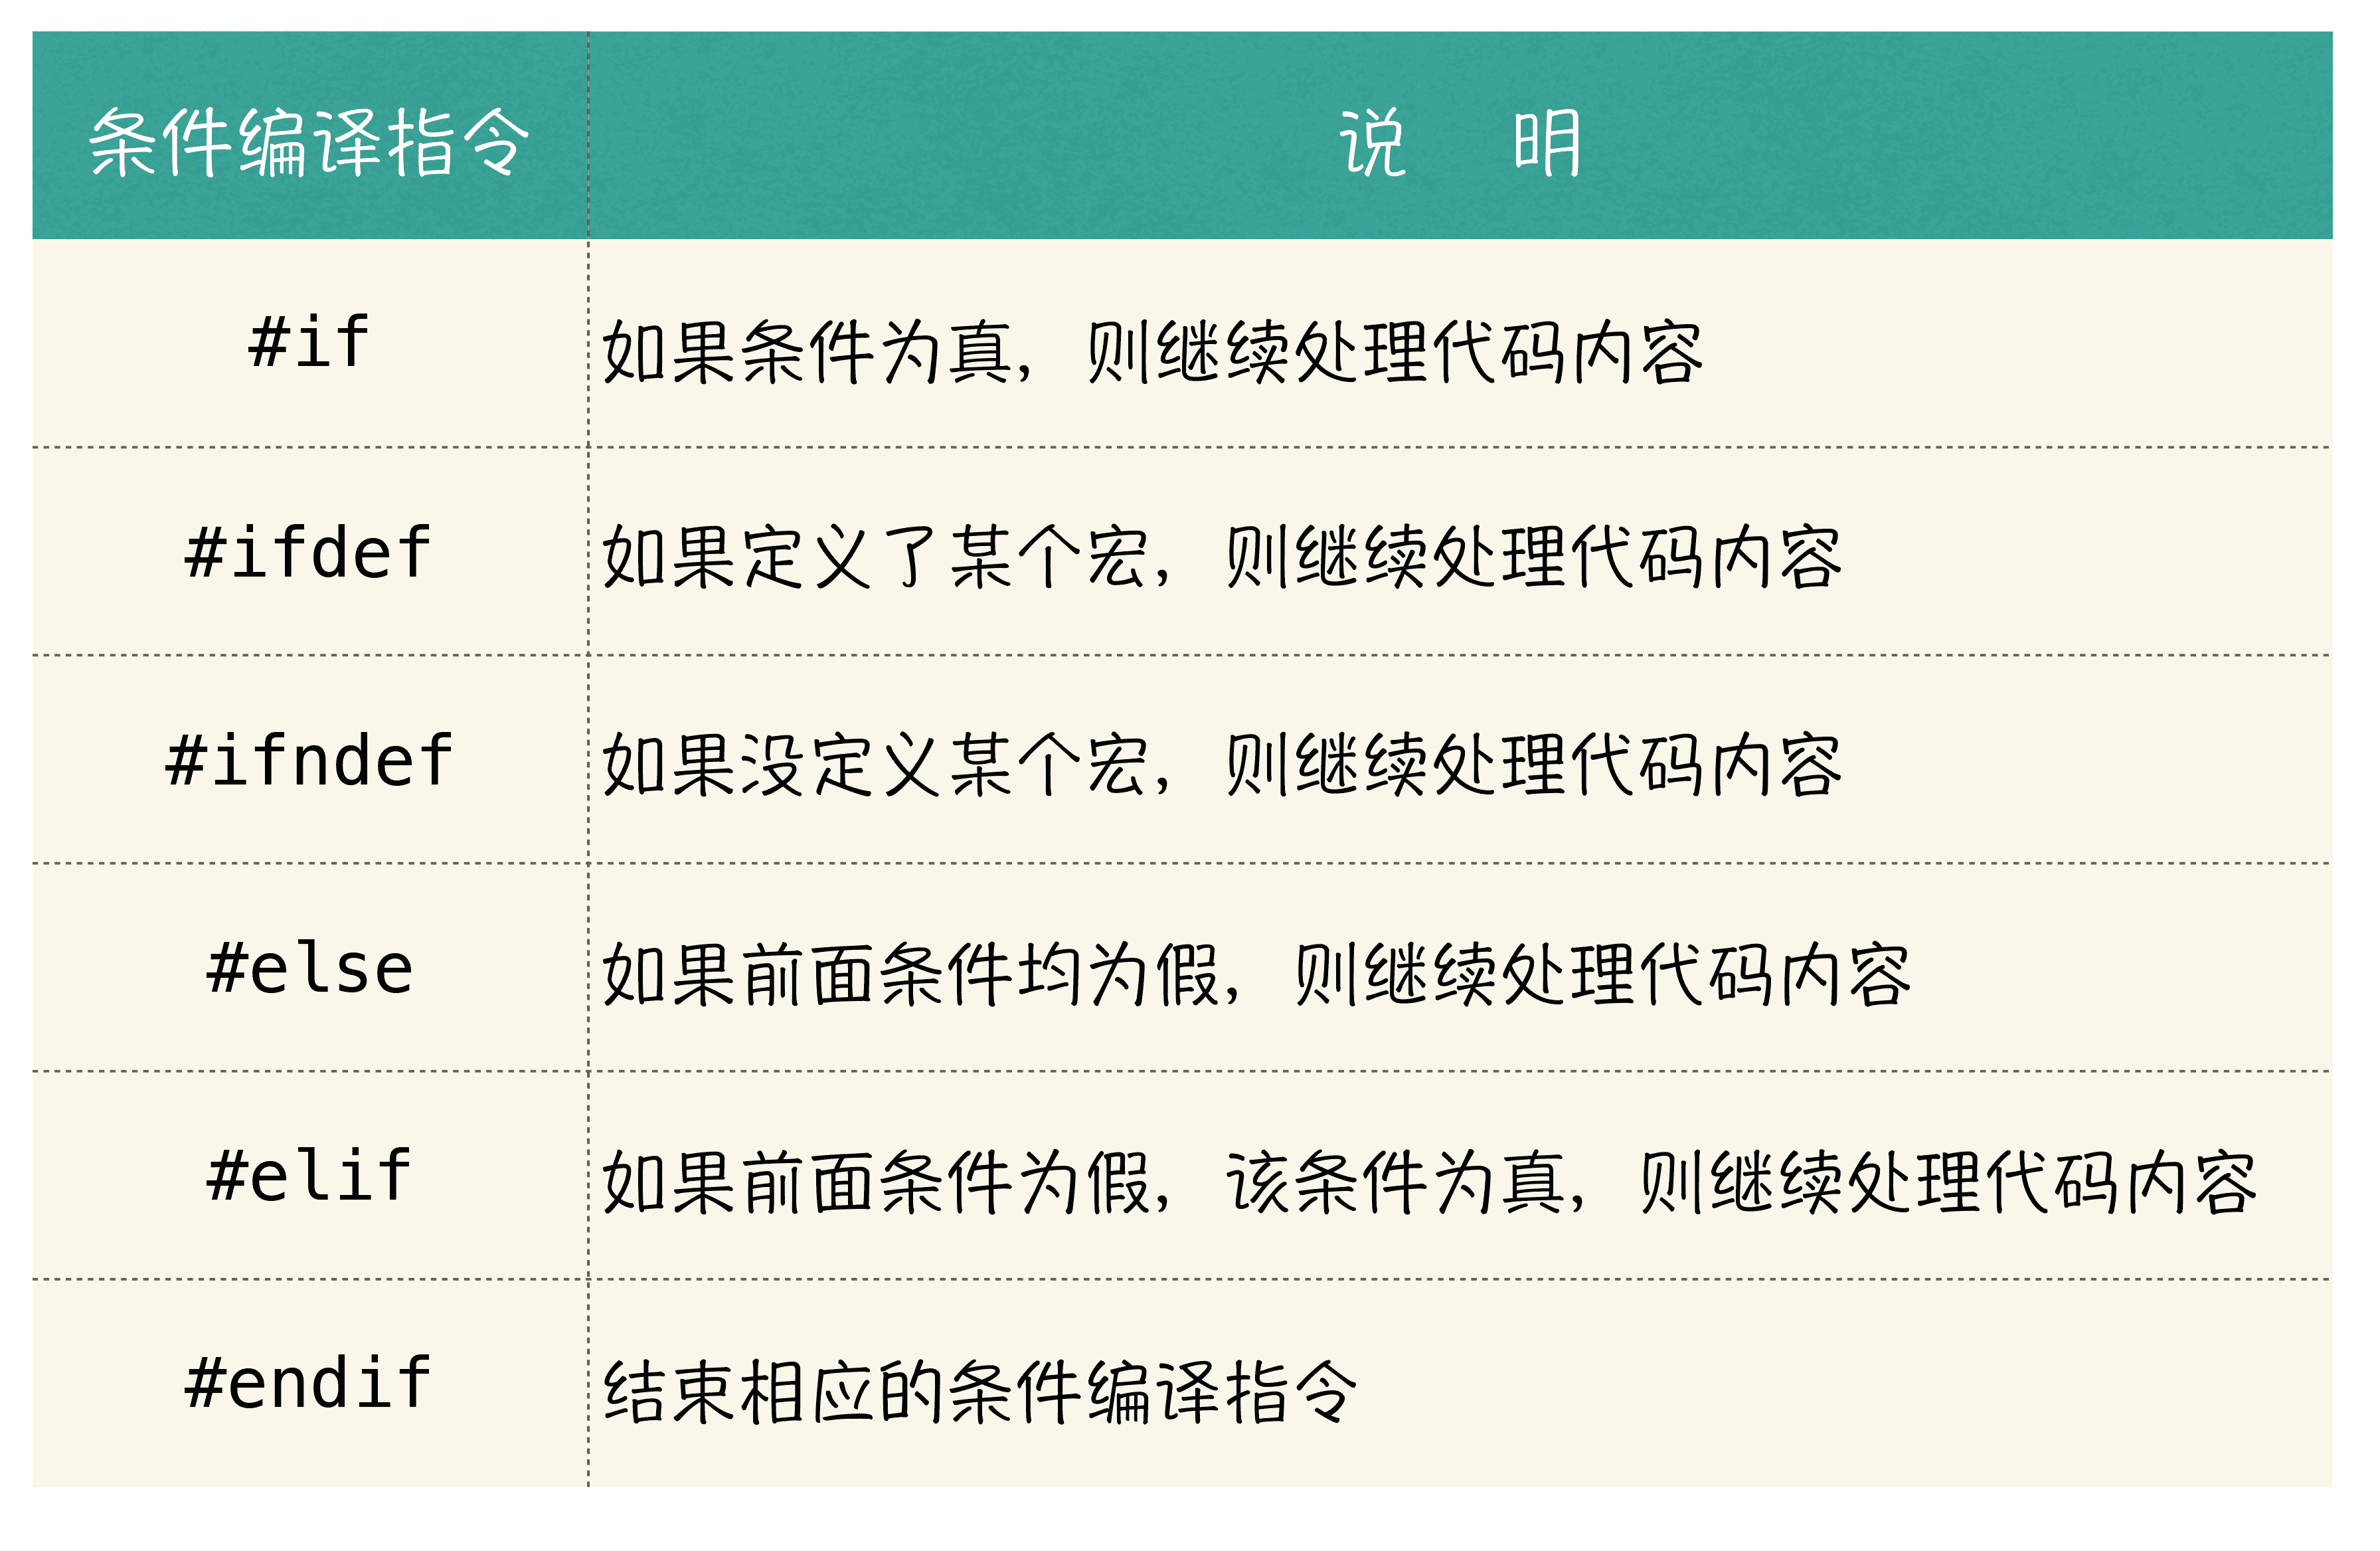 条件编译指令 说 明
#if 如果条件为真，则继续处理代码内容
#ifdef 如果定义了某个宏，则继续处理代码内容
#ifndef 如果没定义某个宏，则继续处理代码内容
#else 如果前面条件均为假，则继续处理代码内容
#elif 如果前面条件为假，该条件为真，则继续处理代码内容
#endif 结束相应的条件编译指令